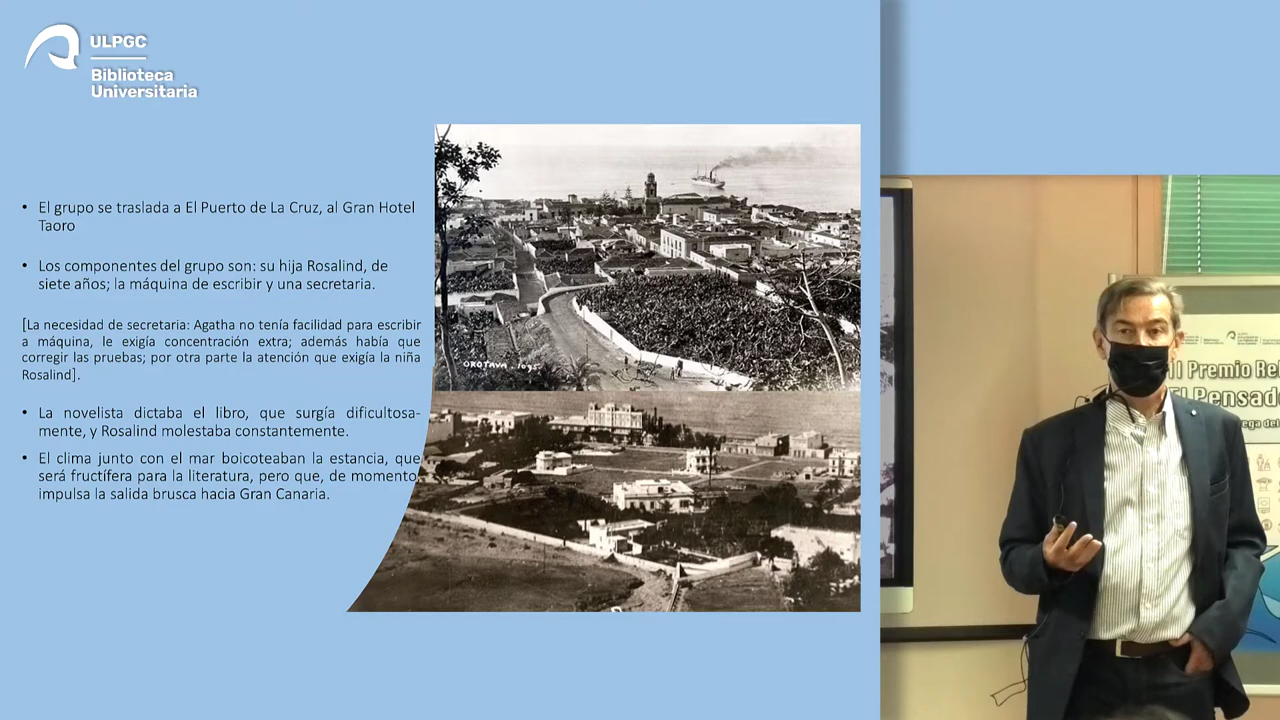 ULPGC
Biblioteca
Universitaria
• El grupo se traslada a El Puerto de La Cruz, al Gran Hotel
Taoro
• Los componentes del grupo son: su hija Rosalind, de
siete años; la máquina de escribir y una secretaria.
[La necesidad de secretaria: Agatha no tenía facilidad para escribir
a máquina, le exigía concentración extra; además había que
corregir las pruebas; por otra parte la atención que exigía la niña
Rosalind].
• La novelista dictaba el libro, que surgía dificultosa-
mente, y Rosalind molestaba constantemente.
• El clima junto con el mar boicoteaban la estancia, que
será fructífera para la literatura, pero que, de momento,
impulsa la salida brusca hacia Gran Canaria.
OROTAVA
II Premio
El Pensad